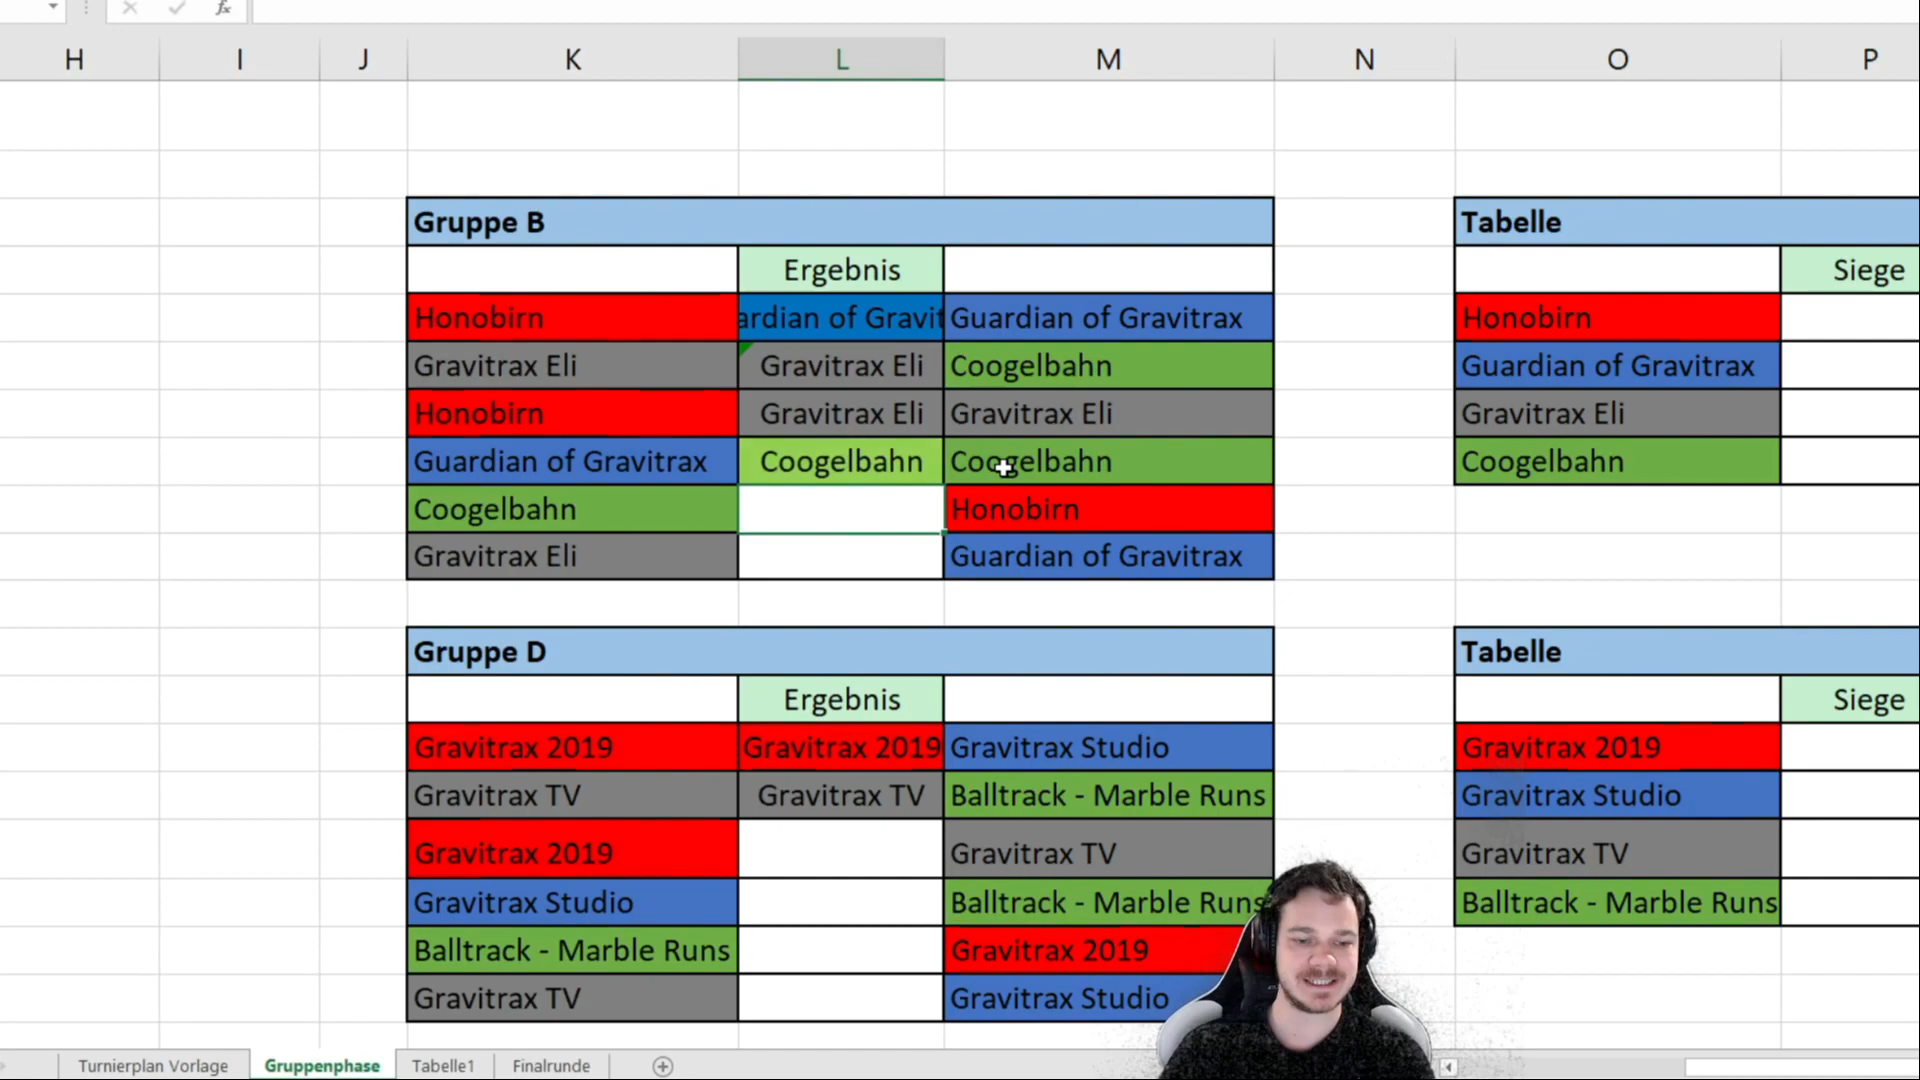 fx
H I J K L M N O P
Gruppe B Tabelle
Ergebnis Siege
Honobirn ardian of Gravit Guardian of Gravitrax Honobirn
Gravitrax Eli Gravitrax Eli Coogelbahn Guardian of Gravitrax
Honobirn Gravitrax Eli Gravitrax Eli Gravitrax Eli
Guardian of Gravitrax Coogelbahn Coogelbahn Coogelbahn
Coogelbahn Honobirn
Gravitrax Eli Guardian of Gravitrax
Gruppe D Tabelle
Ergebnis Siege
Gravitrax 2019 Gravitrax 2019 Gravitrax Studio Gravitrax 2019
Gravitrax TV Gravitrax TV Balltrack - Marble Runs Gravitrax Studio
Gravitrax 2019 Gravitrax TV Gravitrax TV
Gravitrax Studio Balltrack - Marble Runs Balltrack - Marble Runs
Balltrack - Marble Runs Gravitrax 2019
Gravitrax TV Gravitrax Studio
Turnierplan Vorlage Gruppenphase Tabelle1 Finalrunde